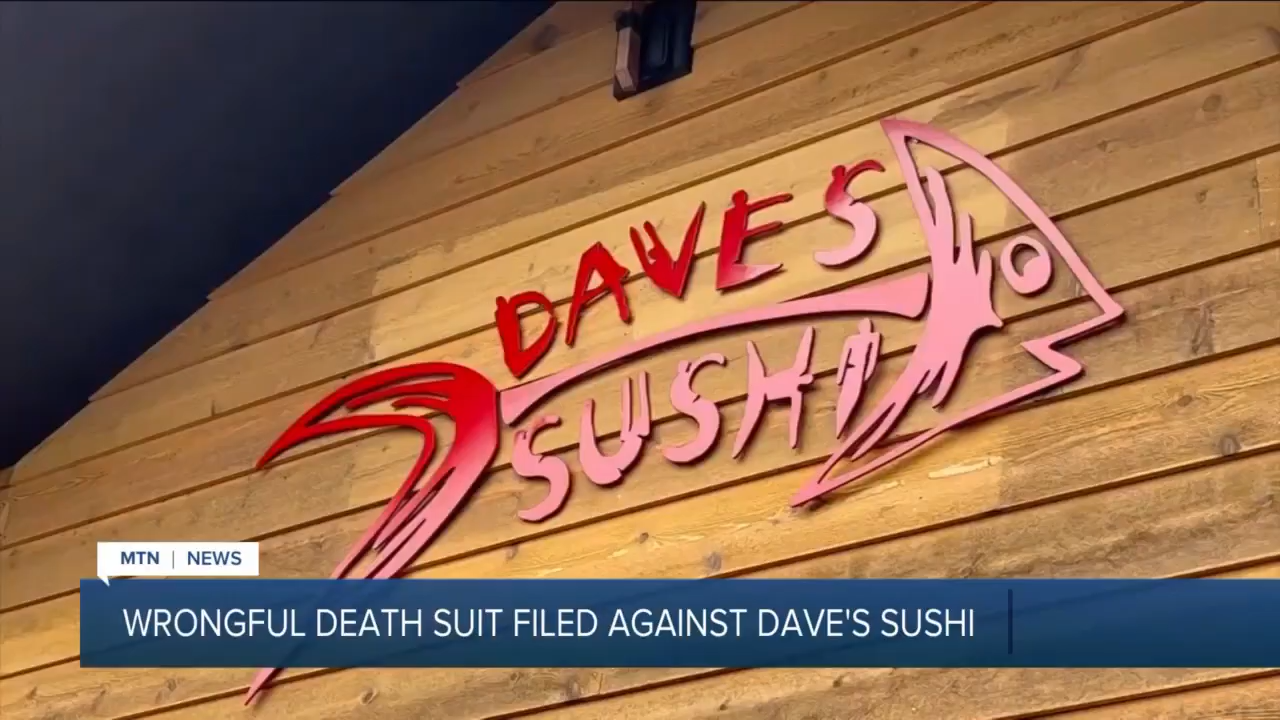 DAVES
SUSHI
MTN | NEWS
WRONGFUL DEATH SUIT FILED AGAINST DAVE'S SUSHI